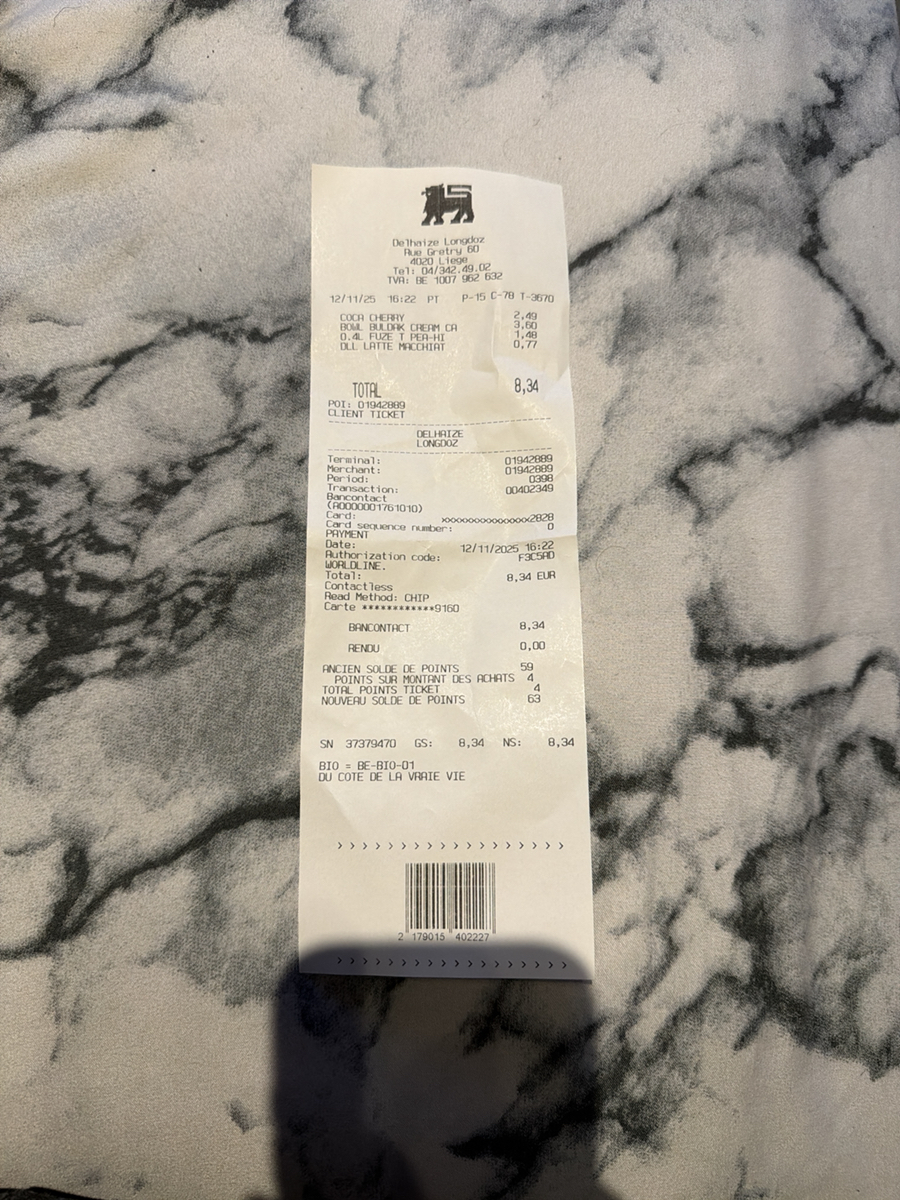 Delhaize Longdoz
Rue Gretry 60
4020 Liege
Tel: 04/342.49.02
TVA: BE 1007 962 632
12/11/25 16:22 PT P-15 C-78 T-3670
COCA CHERRY 2,49
BOWL BULDAK CREAM CA 3,60
0.4L FUZE T PEA-HI 1,48
DLL LATTE MACCHIAT 0,77
TOTAL 8,34
POI: 01942889
CLIENT TICKET
DELHAIZE
LONGDOZ
Terminal: 01942889
Merchant: 01942889
Period: 0398
Transaction: 00402349
Bancontact
(A0000001761010)
Card: xxxxxxxxxxxxxxx2828
Card sequence number: 0
PAYMENT
Date: 12/11/2025 16:22
Authorization code: F3C5AD
WORLDLINE.
Total: 8,34 EUR
Contactless
Read Method: CHIP
Carte ************9160
BANCONTACT 8,34
RENDU 0,00
ANCIEN SOLDE DE POINTS 59
POINTS SUR MONTANT DES ACHATS 4
TOTAL POINTS TICKET 4
NOUVEAU SOLDE DE POINTS 63
SN 37379470 GS: 8,34 NS: 8,34
BIO = BE-BIO-01
DU COTE DE LA VRAIE VIE
> > > > > > > > > > > > > > > > > > >
2 179015 402227
> > > > > > > > > > > > > > > > > > >